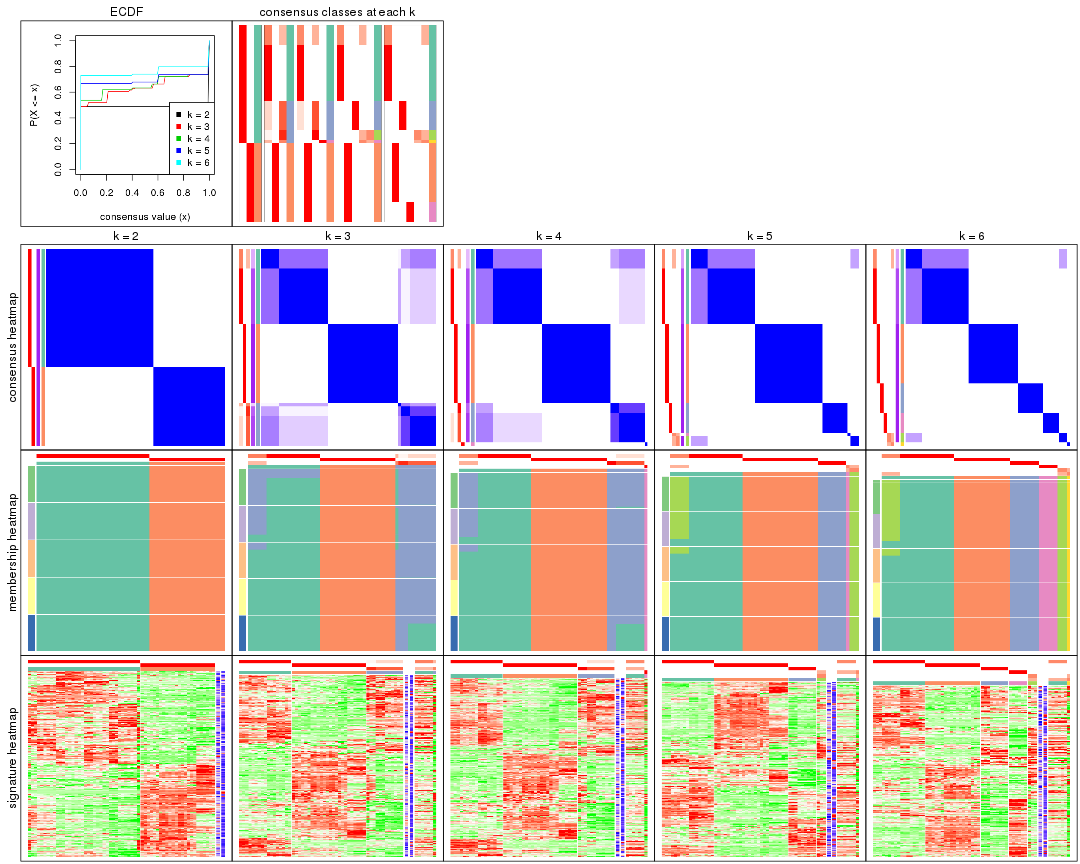 ECDF
consensus classes at each k
P(X <= x)
0.0 0.2 0.4 0.6 0.8 1.0
k = 2
k = 3
k = 4
k = 5
k = 6
0.0 0.2 0.4 0.6 0.8 1.0
consensus value (x)
k = 2
k = 3
k = 4
k = 5
k = 6
consensus heatmap
membership heatmap
signature heatmap